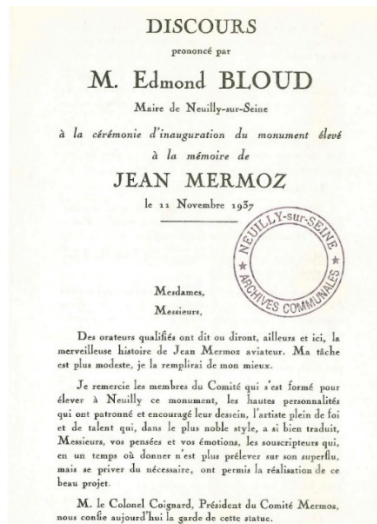 DISCOURS
prononcé par
M. Edmond BLOUD
Maire de Neuilly-sur-Seine
à la cérémonie d'inauguration du monument élevé
à la mémoire de
JEAN MERMOZ
le 11 Novembre 1937
NEUILLY-sur-SEINE
★ ARCHIVES COMMUNALES ★
Mesdames,
Messieurs,
Des orateurs qualifiés ont dit ou diront, ailleurs et ici, la
merveilleuse histoire de Jean Mermoz aviateur. Ma tâche
est plus modeste, je la remplirai de mon mieux.
Je remercie les membres du Comité qui s'est formé pour
élever à Neuilly ce monument, les hautes personnalités
qui ont patronné et encouragé leur dessein, l'artiste plein de foi
et de talent qui, dans le plus noble style, a si bien traduit,
Messieurs, vos pensées et vos émotions, les souscripteurs qui,
en un temps où donner n'est plus prélever sur son superflu,
mais se priver du nécessaire, ont permis la réalisation de ce
beau projet.
M. le Colonel Coignard, Président du Comité Mermoz,
nous confie aujourd'hui la garde de cette statue.